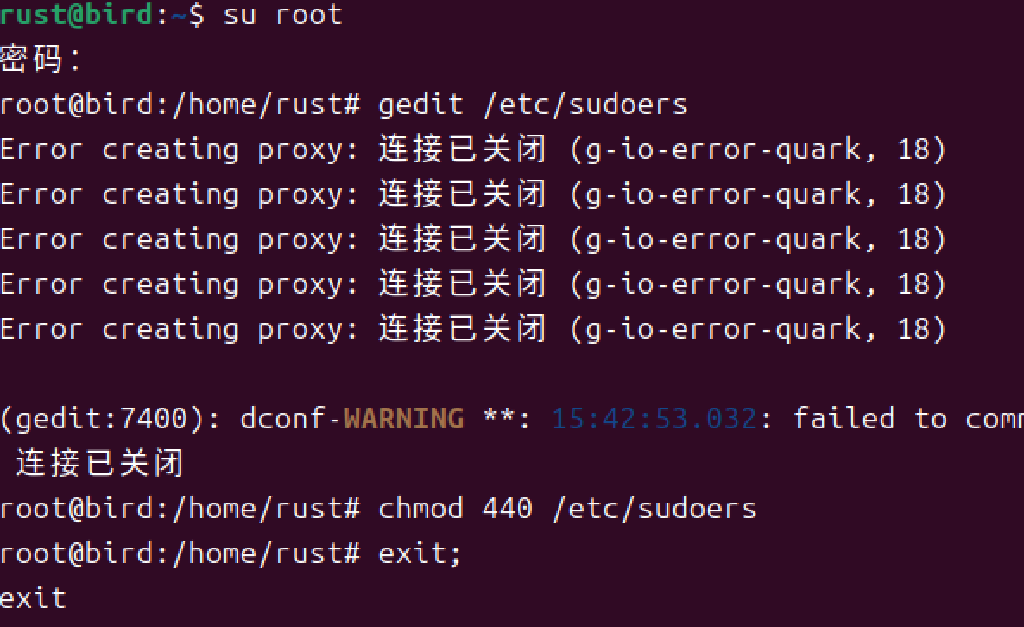 rust@bird:~$ su root
密码：
root@bird:/home/rust# gedit /etc/sudoers
Error creating proxy: 连接已关闭 (g-io-error-quark, 18)
Error creating proxy: 连接已关闭 (g-io-error-quark, 18)
Error creating proxy: 连接已关闭 (g-io-error-quark, 18)
Error creating proxy: 连接已关闭 (g-io-error-quark, 18)
Error creating proxy: 连接已关闭 (g-io-error-quark, 18)
(gedit:7400): dconf-WARNING **: 15:42:53.032: failed to
连接已关闭
root@bird:/home/rust# chmod 440 /etc/sudoers
root@bird:/home/rust# exit;
exit